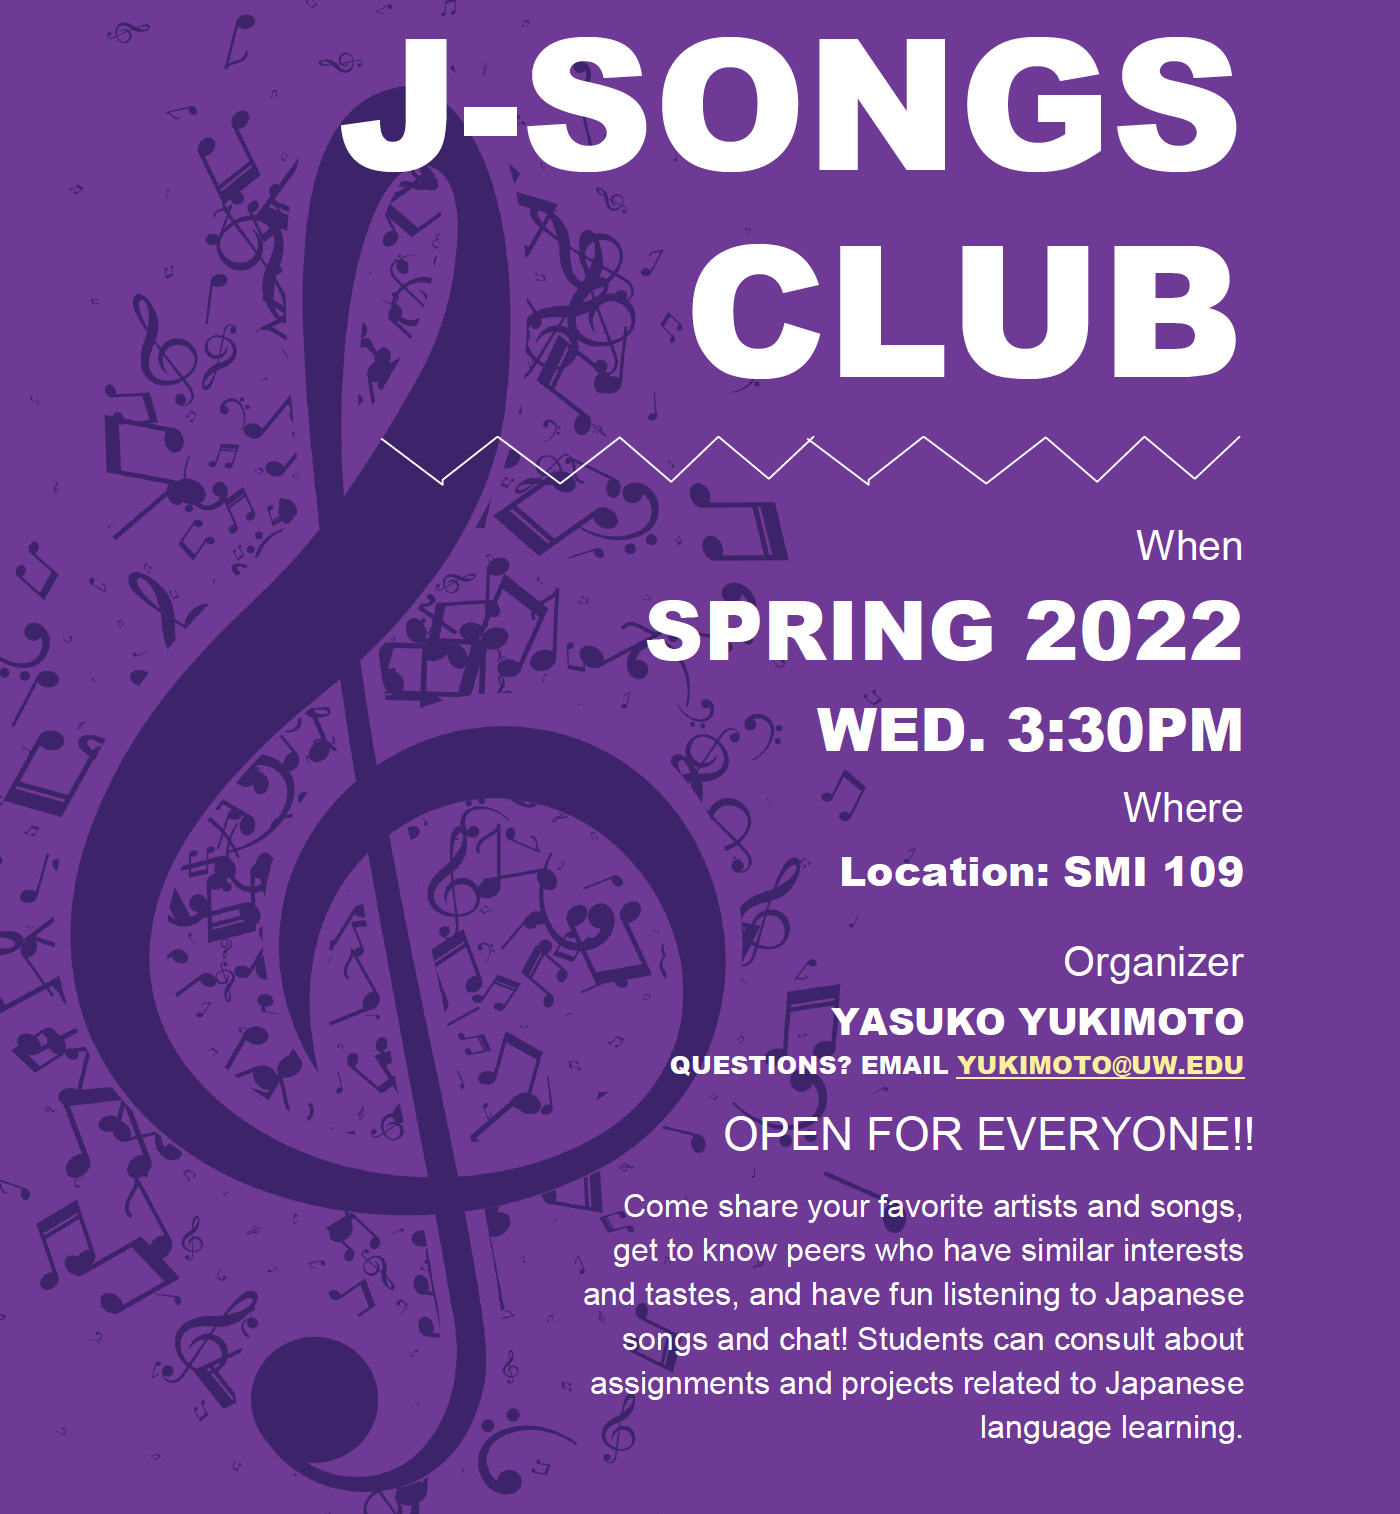 J-SONGS
CLUB
When
SPRING 2022
WED. 3:30PM
Where
Location: SMI 109
Organizer
YASUKO YUKIMOTO
QUESTIONS? EMAIL YUKIMOTO@UW.EDU
OPEN FOR EVERYONE!!
Come share your favorite artists and songs,
get to know peers who have similar interests
and tastes, and have fun listening to Japanese
songs and chat! Students can consult about
assignments and projects related to Japanese
language learning.